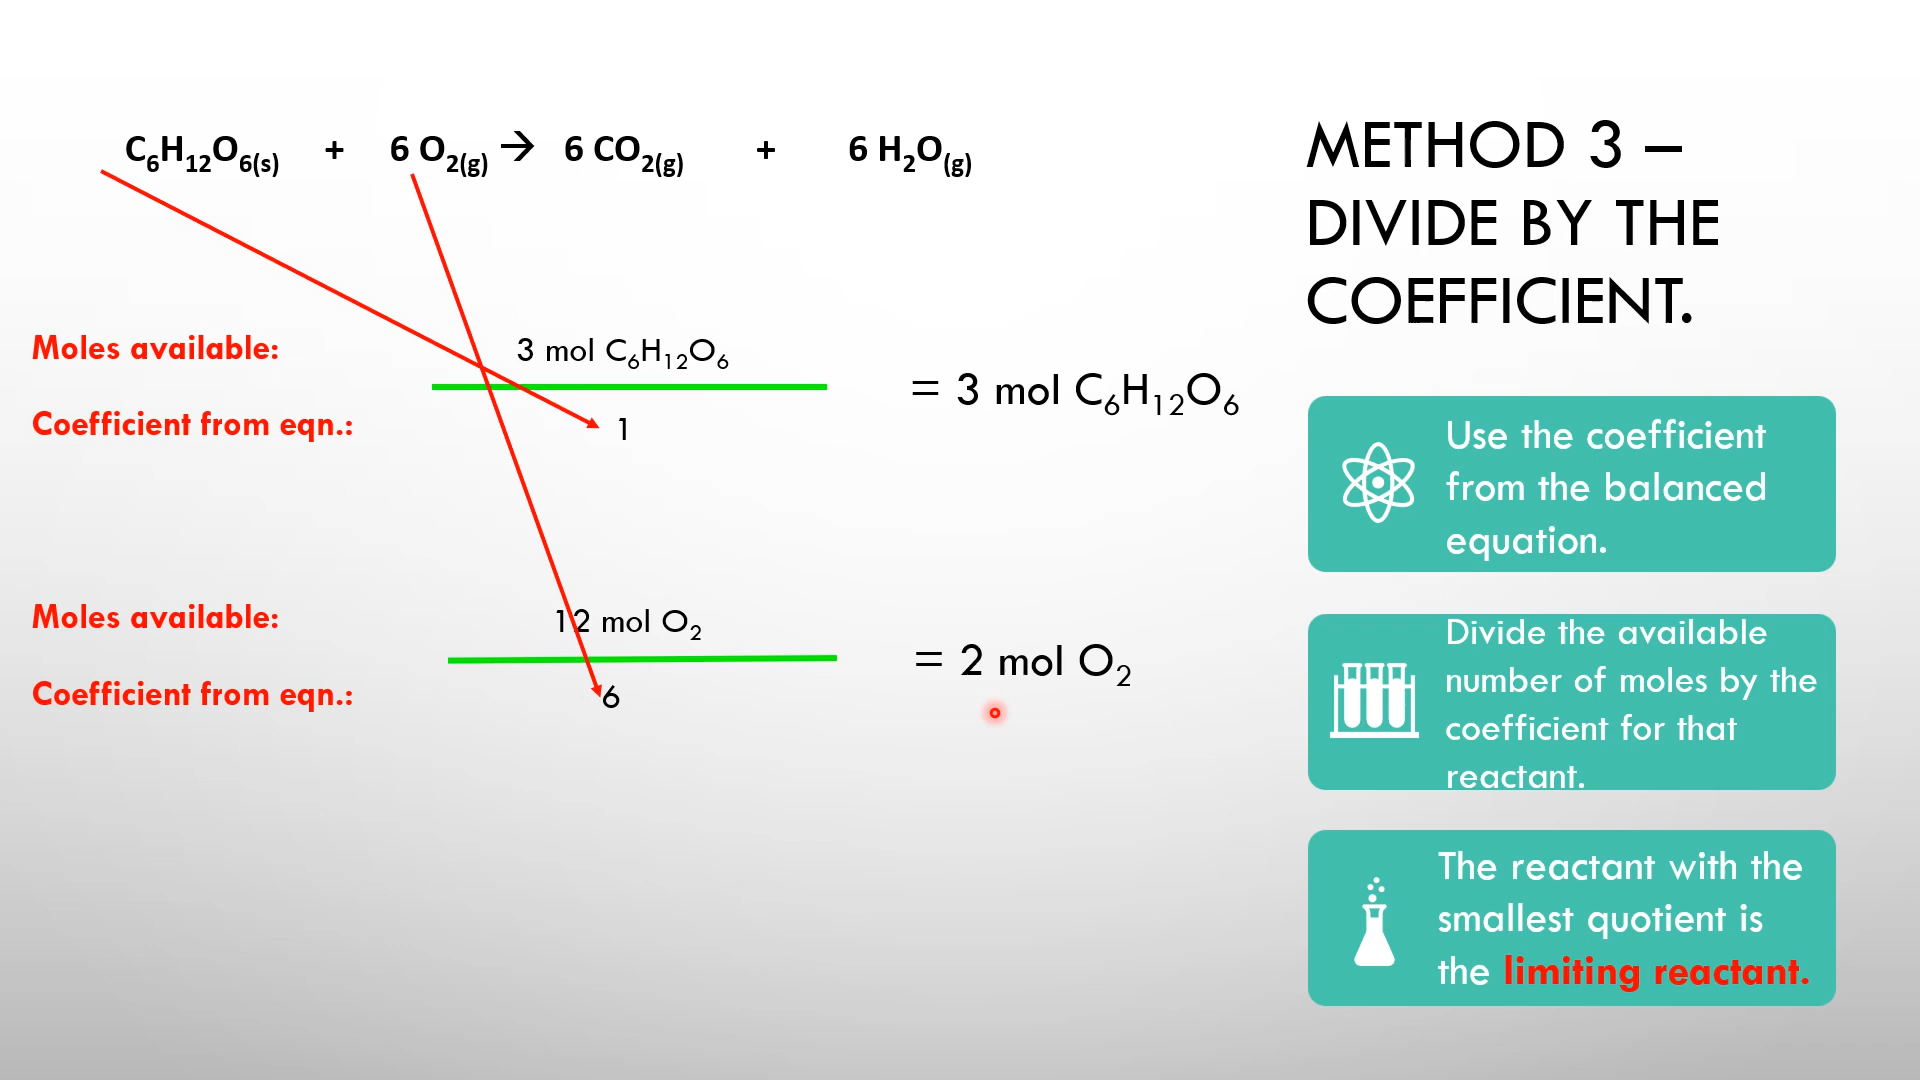 C₆H₁₂O₆(s) + 6 O₂(g) → 6 CO₂(g) + 6 H₂O(g)
Moles available:
3 mol C₆H₁₂O₆
Coefficient from eqn.:
1
= 3 mol C₆H₁₂O₆
Moles available:
12 mol O₂
Coefficient from eqn.:
6
= 2 mol O₂
METHOD 3 –
DIVIDE BY THE
COEFFICIENT.
Use the coefficient
from the balanced
equation.
Divide the available
number of moles by the
coefficient for that
reactant.
The reactant with the
smallest quotient is
the limiting reactant.